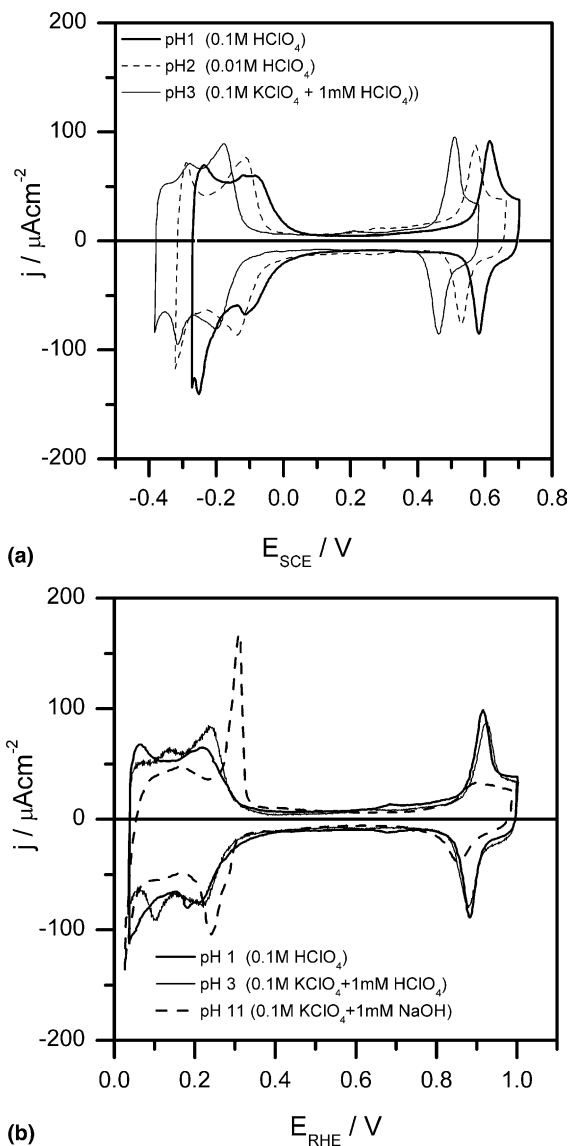 200
pH1 (0.1M HClO₄)
pH2 (0.01M HClO₄)
pH3 (0.1M KClO₄ + 1mM HClO₄))
100
0
-100
-200
j / μAcm⁻²
-0.4 -0.2 0.0 0.2 0.4 0.6 0.8
E_SCE / V
(a)
200
100
0
-100
-200
j / μAcm⁻²
pH 1 (0.1M HClO₄)
pH 3 (0.1M KClO₄+1mM HClO₄)
pH 11 (0.1M KClO₄+1mM NaOH)
0.0 0.2 0.4 0.6 0.8 1.0
E_RHE / V
(b)